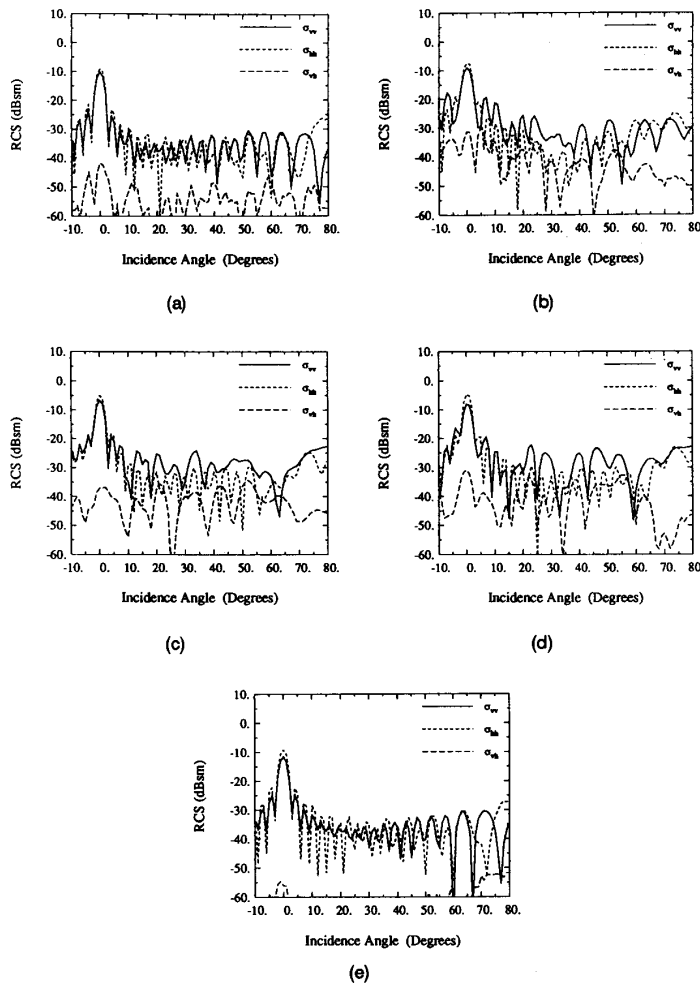 10.
0.
-10.
-20.
-30.
-40.
-50.
-60.
RCS (dBsm)
σvv
σhh
σvh
-10. 0. 10. 20. 30. 40. 50. 60. 70. 80.
Incidence Angle (Degrees)
(a)
10.
0.
-10.
-20.
-30.
-40.
-50.
-60.
RCS (dBsm)
σvv
σhh
σvh
-10. 0. 10. 20. 30. 40. 50. 60. 70. 80.
Incidence Angle (Degrees)
(b)
10.
0.
-10.
-20.
-30.
-40.
-50.
-60.
RCS (dBsm)
σvv
σhh
σvh
-10. 0. 10. 20. 30. 40. 50. 60. 70. 80.
Incidence Angle (Degrees)
(c)
10.
0.
-10.
-20.
-30.
-40.
-50.
-60.
RCS (dBsm)
σvv
σhh
σvh
-10. 0. 10. 20. 30. 40. 50. 60. 70. 80.
Incidence Angle (Degrees)
(d)
10.
0.
-10.
-20.
-30.
-40.
-50.
-60.
RCS (dBsm)
σvv
σhh
σvh
-10. 0. 10. 20. 30. 40. 50. 60. 70. 80.
Incidence Angle (Degrees)
(e)